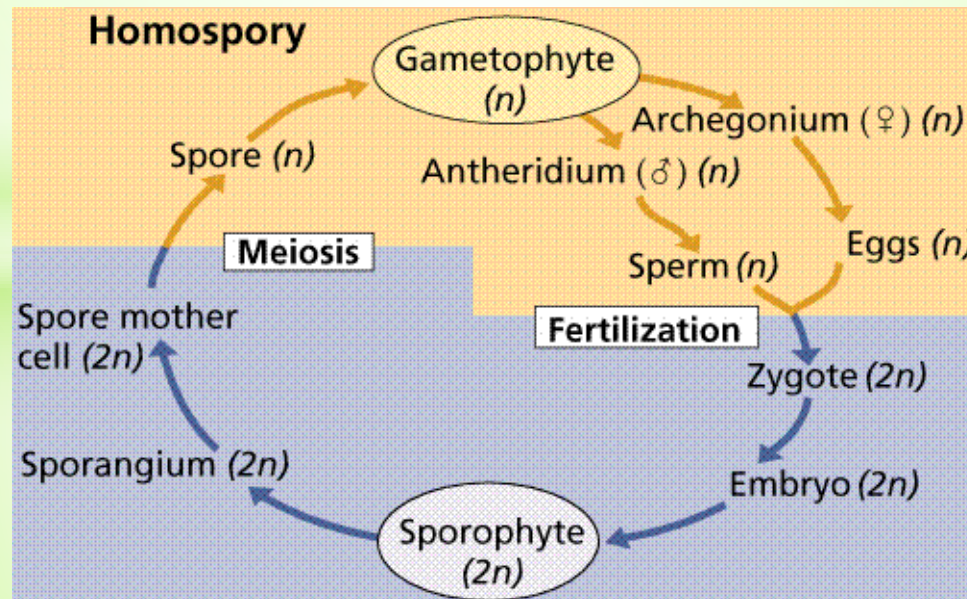 Homospory
Gametophyte
(n)
Archegonium (♀) (n)
Spore (n)
Antheridium (♂) (n)
Meiosis
Eggs (n)
Sperm (n)
Spore mother
cell (2n)
Fertilization
Zygote (2n)
Sporangium (2n)
Embryo (2n)
Sporophyte
(2n)